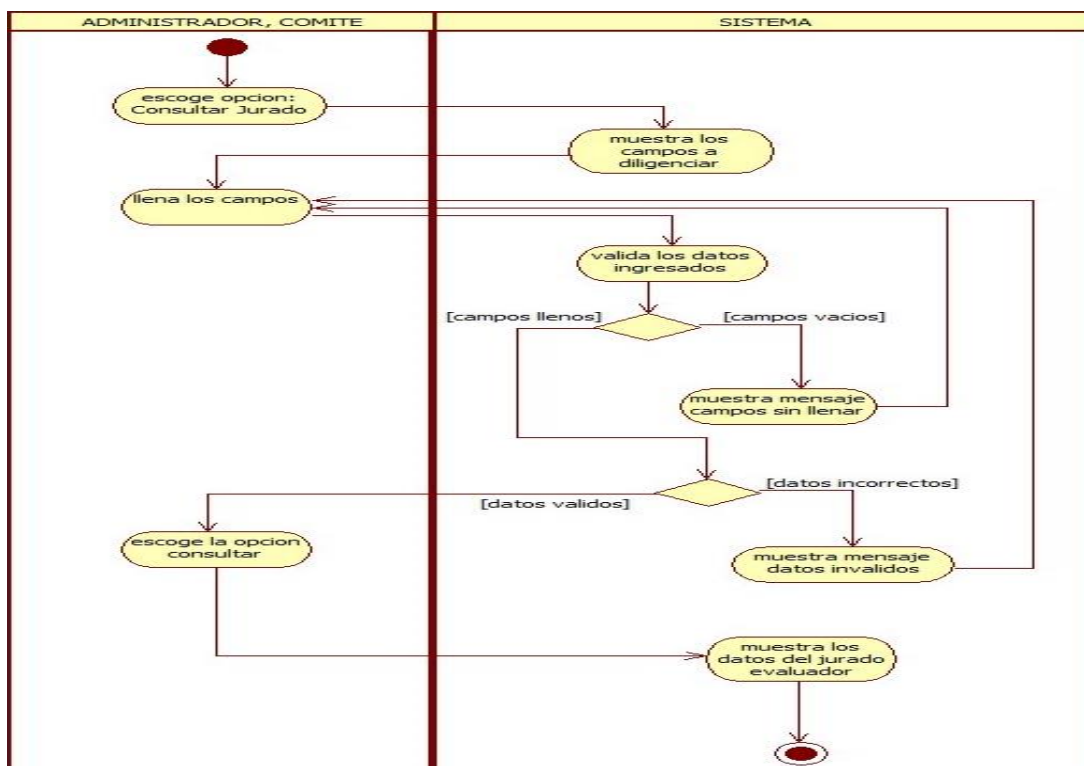 ADMINISTRADOR, COMITE
SISTEMA
escoge opcion:
Consultar Jurado
muestra los
campos a
diligenciar
llena los campos
valida los datos
ingresados
[campos llenos]
[campos vacios]
muestra mensaje
campos sin llenar
[datos validos]
[datos incorrectos]
escoge la opcion
consultar
muestra mensaje
datos invalidos
muestra los
datos del jurado
evaluador